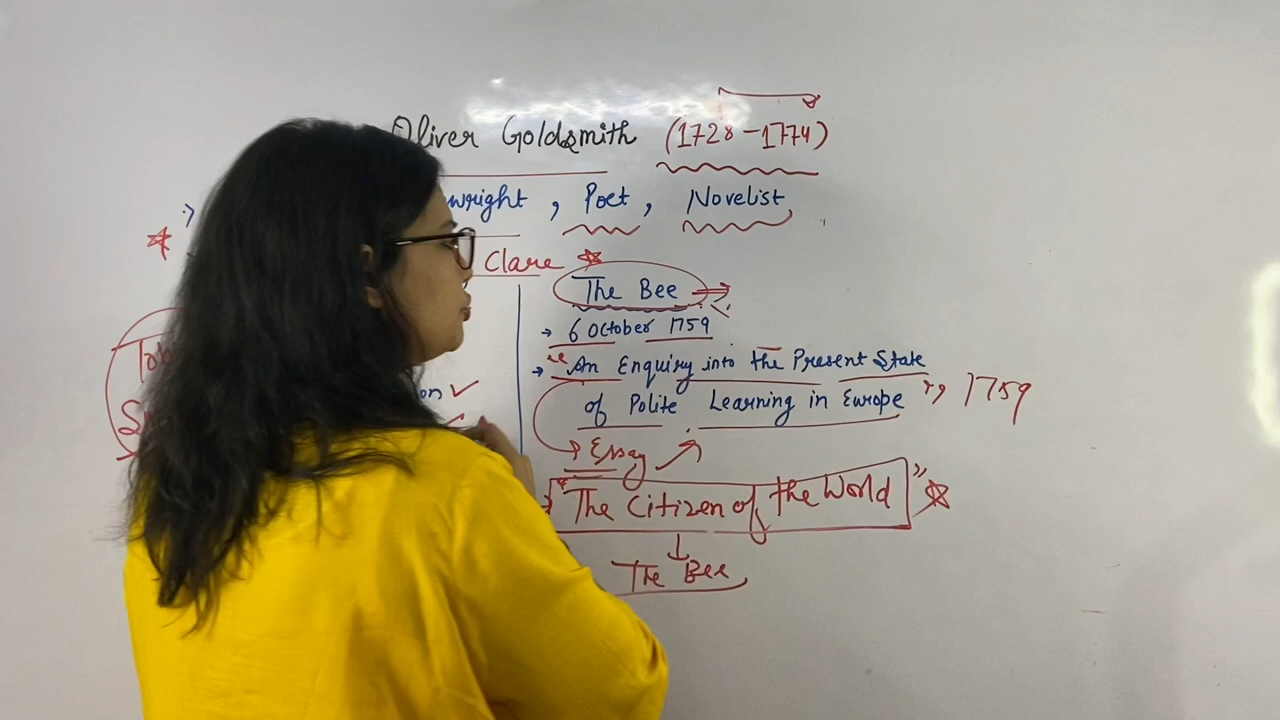 Oliver Goldsmith (1728-1774)
wright, Poet, Novelist
Clare
The Bee
6 October 1759
"An Enquiry into the Present State
of Polite Learning in Europe", 1759
Essay
"The Citizen of the World"
The Bee